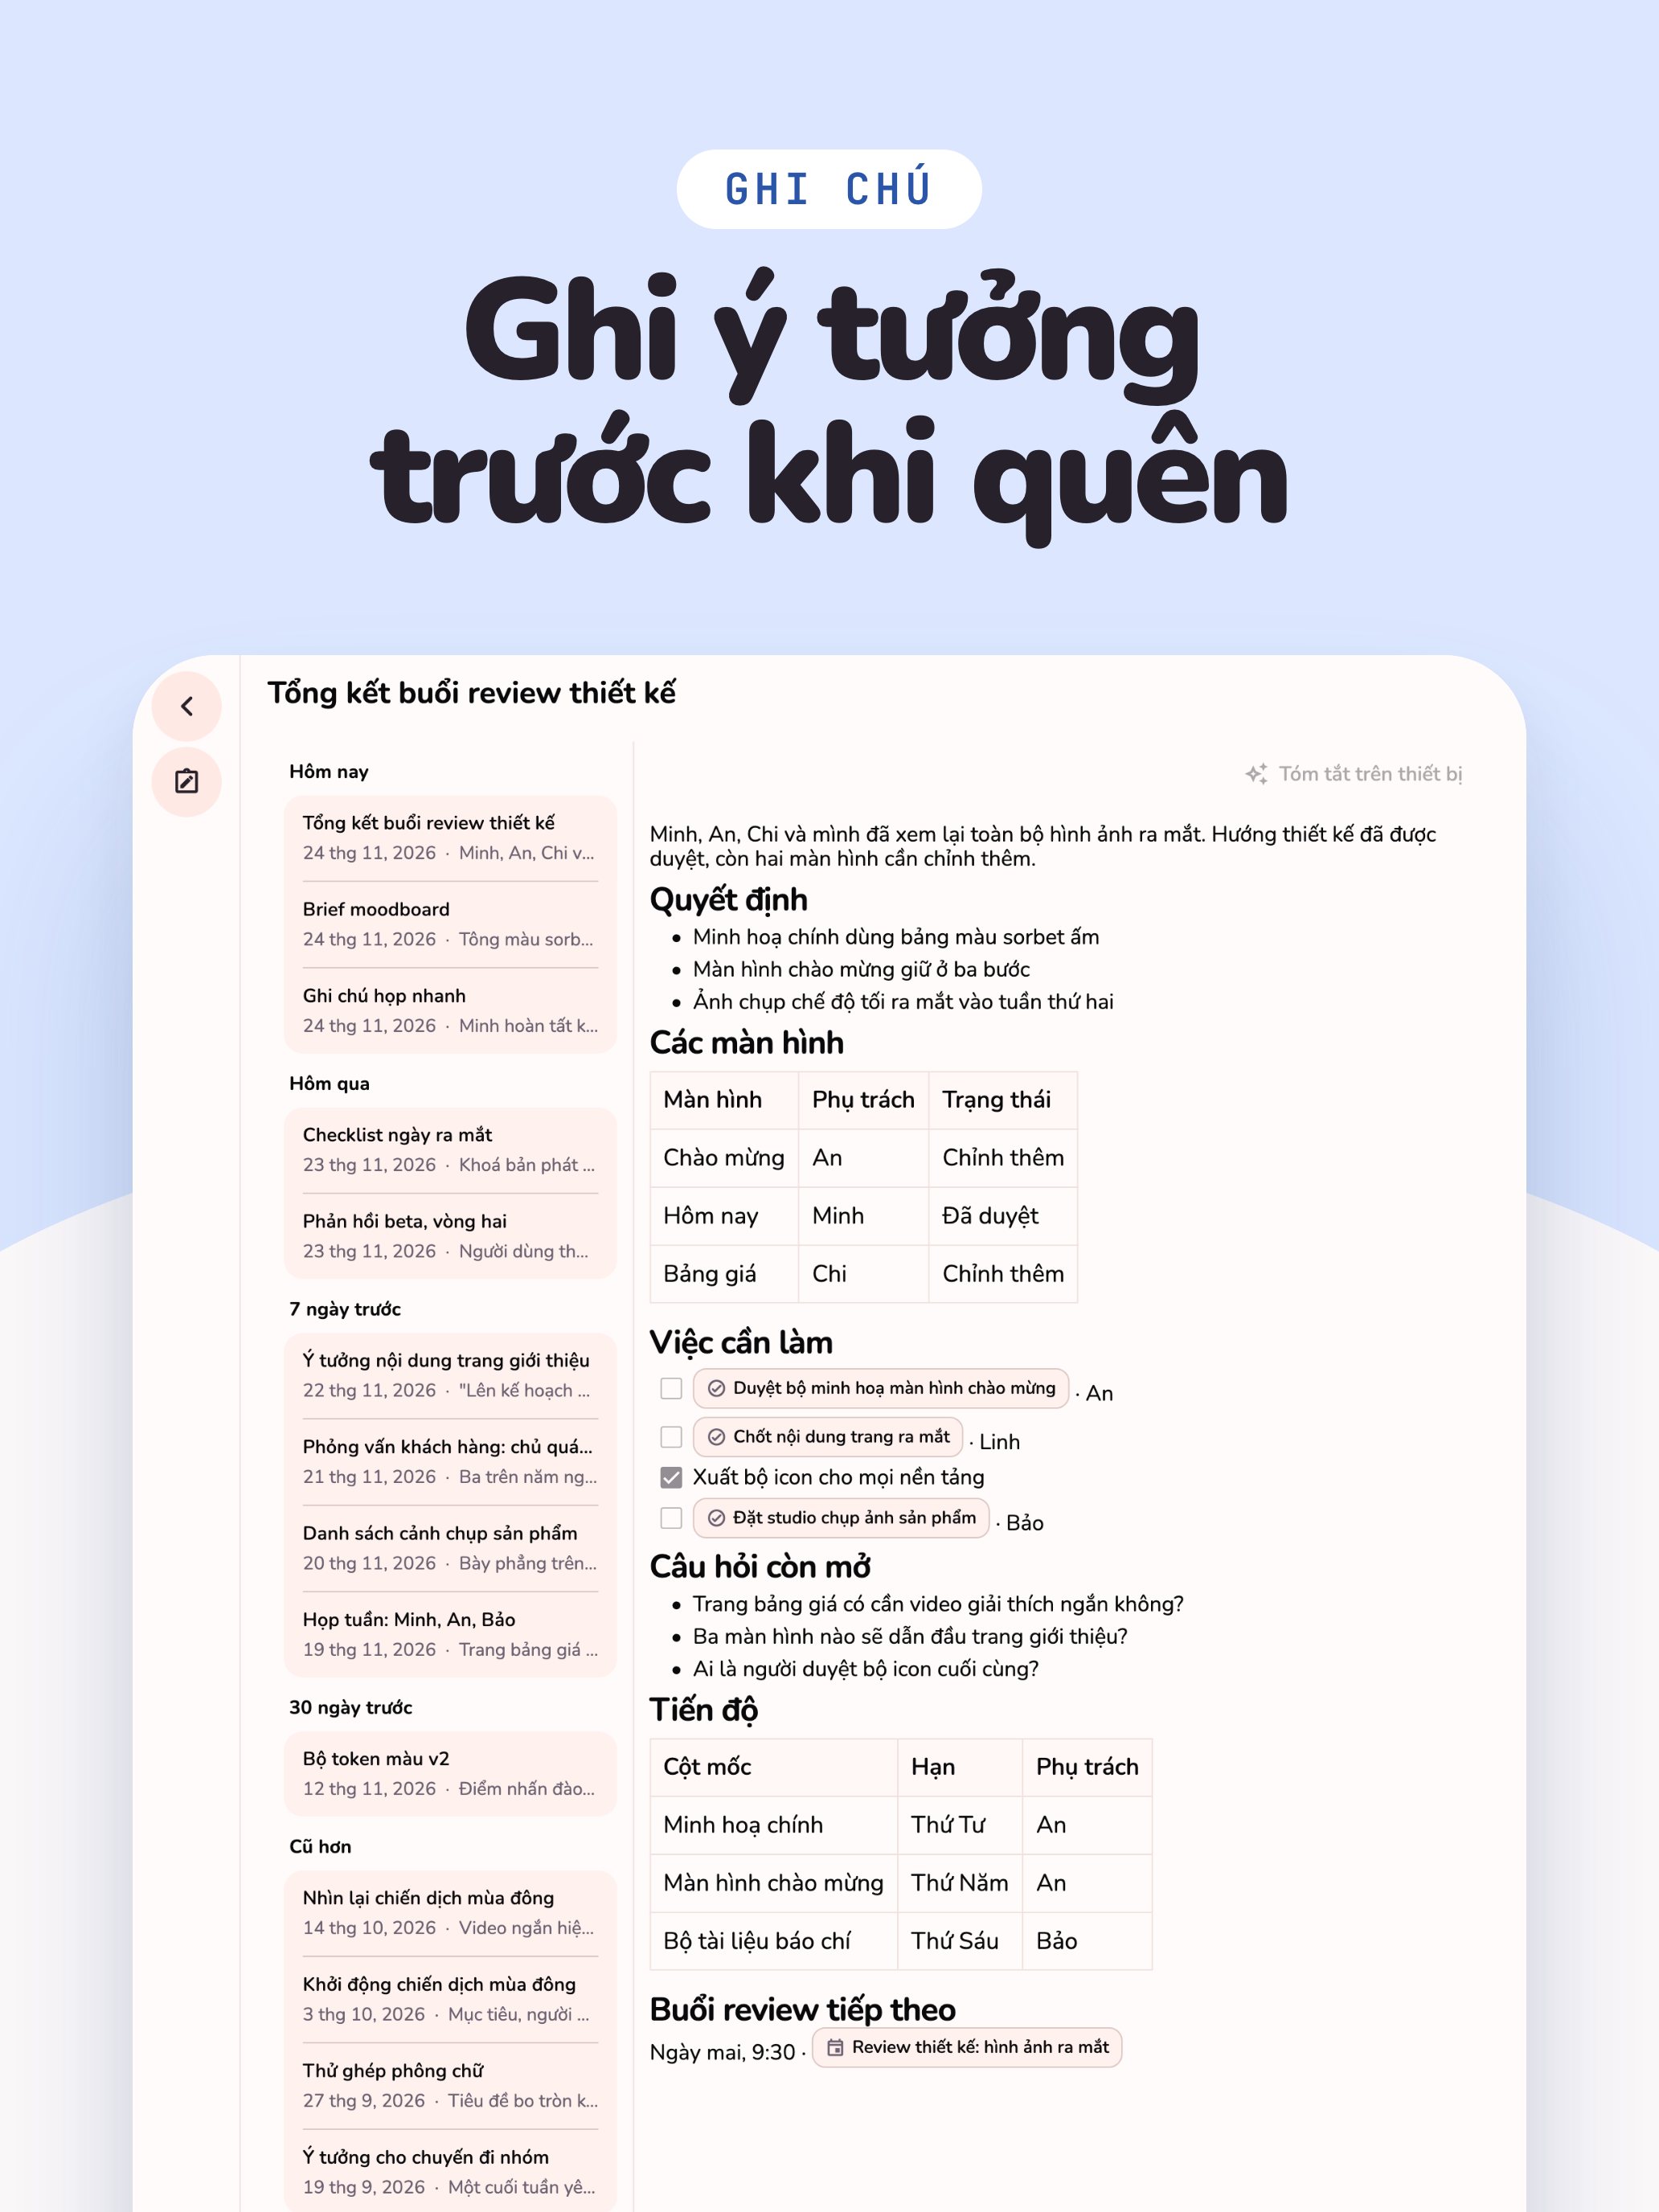 GHI CHÚ
Ghi ý tưởng
trước khi quên
Tổng kết buổi review thiết kế
Hôm nay
Tổng kết buổi review thiết kế
24 thg 11, 2026 · Minh, An, Chi v...
Brief moodboard
24 thg 11, 2026 · Tông màu sorb...
Ghi chú họp nhanh
24 thg 11, 2026 · Minh hoàn tất k...
Hôm qua
Checklist ngày ra mắt
23 thg 11, 2026 · Khoá bản phát ...
Phản hồi beta, vòng hai
23 thg 11, 2026 · Người dùng th...
7 ngày trước
Ý tưởng nội dung trang giới thiệu
22 thg 11, 2026 · "Lên kế hoạch ...
Phỏng vấn khách hàng: chủ quá...
21 thg 11, 2026 · Ba trên năm ng...
Danh sách cảnh chụp sản phẩm
20 thg 11, 2026 · Bày phẳng trên...
Họp tuần: Minh, An, Bảo
19 thg 11, 2026 · Trang bảng giá ...
30 ngày trước
Bộ token màu v2
12 thg 11, 2026 · Điểm nhấn đào...
Cũ hơn
Nhìn lại chiến dịch mùa đông
14 thg 10, 2026 · Video ngắn hiệ...
Khởi động chiến dịch mùa đông
3 thg 10, 2026 · Mục tiêu, người ...
Thử ghép phông chữ
27 thg 9, 2026 · Tiêu đề bo tròn k...
Ý tưởng cho chuyến đi nhóm
19 thg 9, 2026 · Một cuối tuần yê...
Tóm tắt trên thiết bị
Minh, An, Chi và mình đã xem lại toàn bộ hình ảnh ra mắt. Hướng thiết kế đã được
duyệt, còn hai màn hình cần chỉnh thêm.
Quyết định
• Minh hoạ chính dùng bảng màu sorbet ấm
• Màn hình chào mừng giữ ở ba bước
• Ảnh chụp chế độ tối ra mắt vào tuần thứ hai
Các màn hình
Màn hình Phụ trách Trạng thái
Chào mừng An Chỉnh thêm
Hôm nay Minh Đã duyệt
Bảng giá Chi Chỉnh thêm
Việc cần làm
Duyệt bộ minh hoạ màn hình chào mừng · An
Chốt nội dung trang ra mắt · Linh
Xuất bộ icon cho mọi nền tảng
Đặt studio chụp ảnh sản phẩm · Bảo
Câu hỏi còn mở
• Trang bảng giá có cần video giải thích ngắn không?
• Ba màn hình nào sẽ dẫn đầu trang giới thiệu?
• Ai là người duyệt bộ icon cuối cùng?
Tiến độ
Cột mốc Hạn Phụ trách
Minh hoạ chính Thứ Tư An
Màn hình chào mừng Thứ Năm An
Bộ tài liệu báo chí Thứ Sáu Bảo
Buổi review tiếp theo
Ngày mai, 9:30 · Review thiết kế: hình ảnh ra mắt